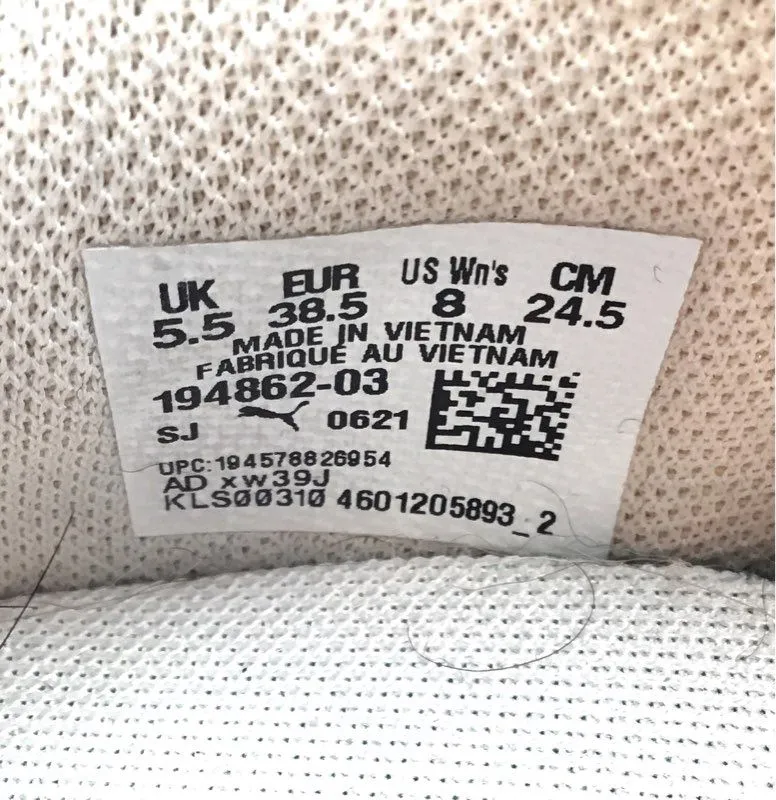 UK EUR US Wn's CM
5.5 38.5 8 24.5
MADE IN VIETNAM
FABRIQUÉ AU VIETNAM
194862-03
SJ 0621
UPC:194578826954
AD xw39J
KLS00310 4601205893_2